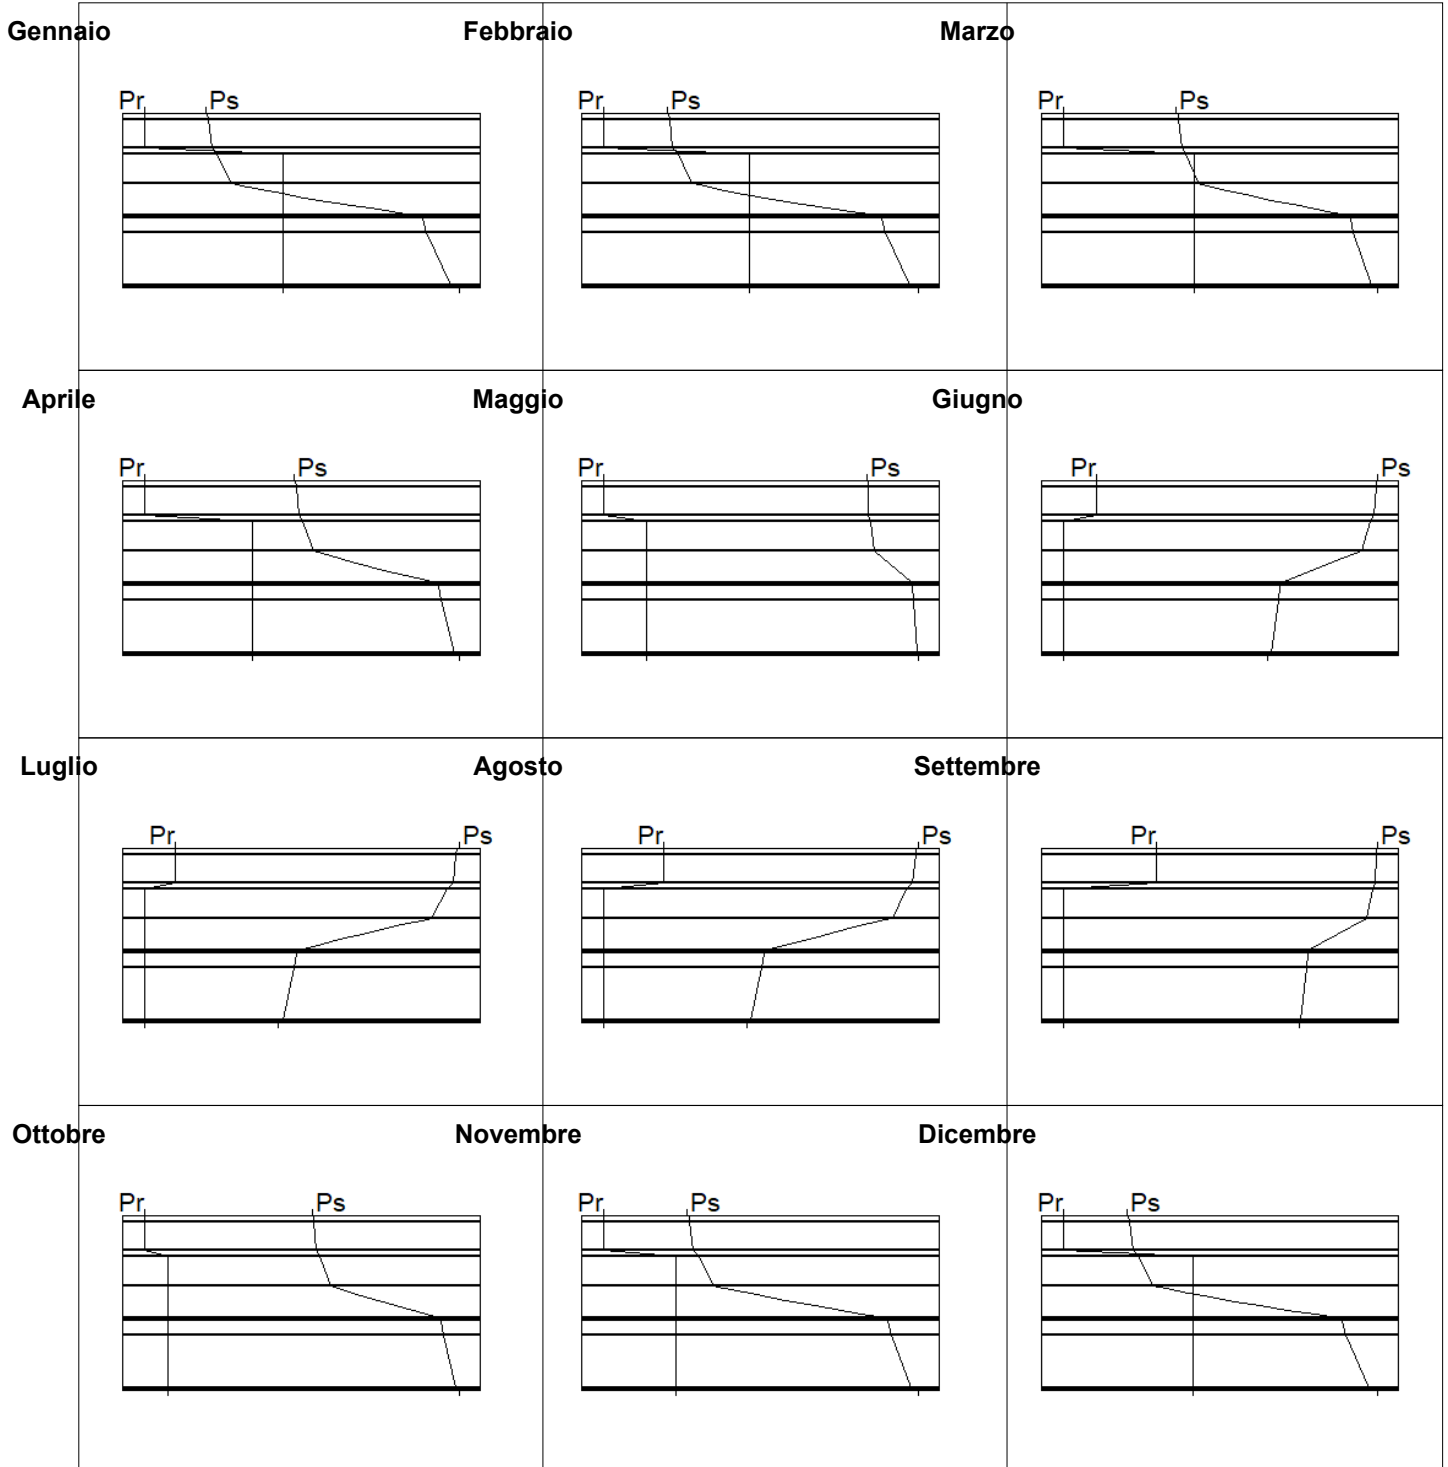 Gennaio Febbraio Marzo
Pr Ps Pr Ps Pr Ps
Aprile Maggio Giugno
Pr Ps Pr Ps Pr Ps
Luglio Agosto Settembre
Pr Ps Pr Ps Pr Ps
Ottobre Novembre Dicembre
Pr Ps Pr Ps Pr Ps